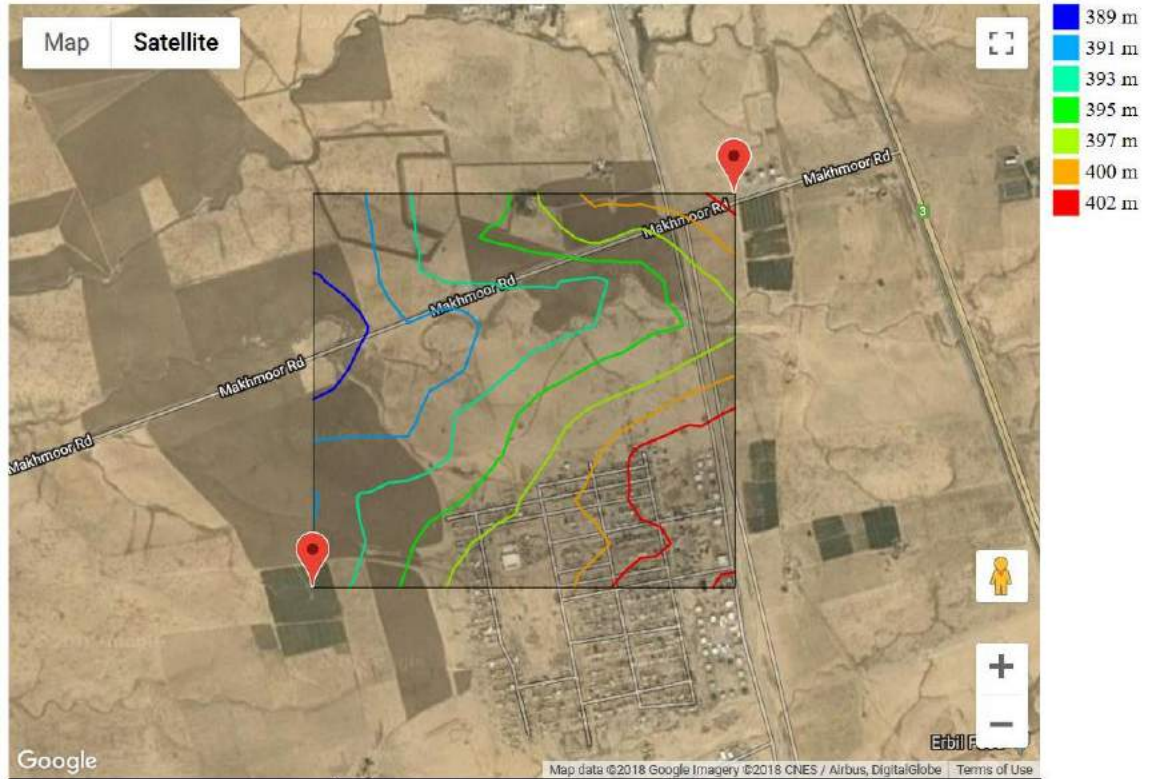 Map Satellite
389 m
391 m
393 m
395 m
397 m
400 m
402 m
Makhmoor Rd
3
Makhmoor Rd
Makhmoor Rd
Makhmoor Rd
Makhmoor Rd
Erbil
Google
Map data ©2018 Google Imagery ©2018 CNES / Airbus, DigitalGlobe Terms of Use